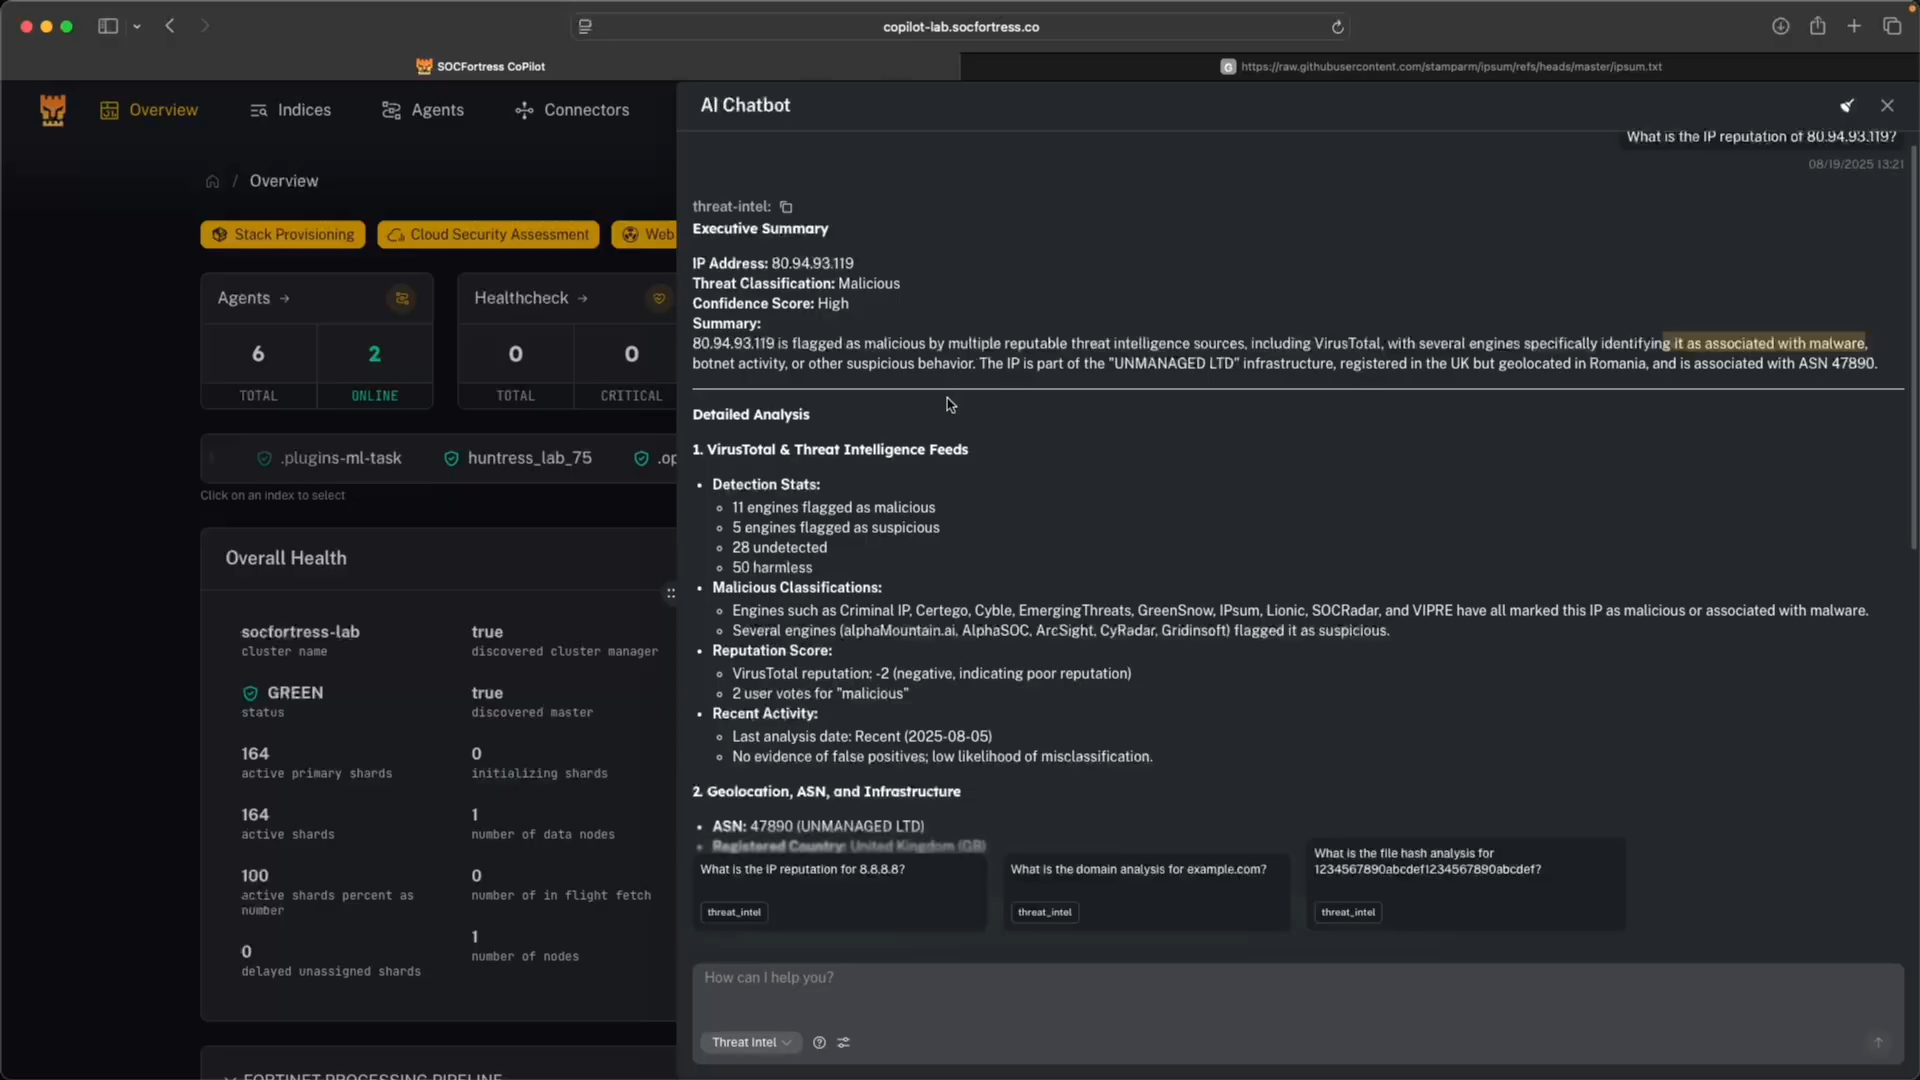 copilot-lab.socfortress.co
SOCFortress CoPilot
https://raw.githubusercontent.com/stamparm/ipsum/refs/heads/master/ipsum.txt
Overview
Indices
Agents
Connectors
Overview
Stack Provisioning
Cloud Security Assessment
Web
Agents
6
2
TOTAL
ONLINE
Healthcheck
0
0
TOTAL
CRITICAL
.plugins-ml-task
huntress_lab_75
.op
Click on an index to select
Overall Health
socfortress-lab
cluster name
true
discovered cluster manager
GREEN
status
true
discovered master
164
active primary shards
0
initializing shards
164
active shards
1
number of data nodes
100
active shards percent as
number
0
number of in flight fetch
0
delayed unassigned shards
1
number of nodes
FORTINET PROCESSING PIPELINE
AI Chatbot
What is the IP reputation of 80.94.93.119?
08/19/2025 13:21
threat-intel:
Executive Summary
IP Address: 80.94.93.119
Threat Classification: Malicious
Confidence Score: High
Summary:
80.94.93.119 is flagged as malicious by multiple reputable threat intelligence sources, including VirusTotal, with several engines specifically identifying it as associated with malware,
botnet activity, or other suspicious behavior. The IP is part of the "UNMANAGED LTD" infrastructure, registered in the UK but geolocated in Romania, and is associated with ASN 47890.
Detailed Analysis
1. VirusTotal & Threat Intelligence Feeds
• Detection Stats:
11 engines flagged as malicious
5 engines flagged as suspicious
28 undetected
50 harmless
• Malicious Classifications:
Engines such as Criminal IP, Certego, Cyble, EmergingThreats, GreenSnow, IPsum, Lionic, SOCRadar, and VIPRE have all marked this IP as malicious or associated with malware.
Several engines (alphaMountain.ai, AlphaSOC, ArcSight, CyRadar, Gridinsoft) flagged it as suspicious.
• Reputation Score:
VirusTotal reputation: -2 (negative, indicating poor reputation)
2 user votes for "malicious"
• Recent Activity:
Last analysis date: Recent (2025-08-05)
No evidence of false positives; low likelihood of misclassification.
2. Geolocation, ASN, and Infrastructure
• ASN: 47890 (UNMANAGED LTD)
• Registered Country: United Kingdom (GB)
What is the IP reputation for 8.8.8.8?
threat_intel
What is the domain analysis for example.com?
threat_intel
What is the file hash analysis for
1234567890abcdef1234567890abcdef?
threat_intel
How can I help you?
Threat Intel